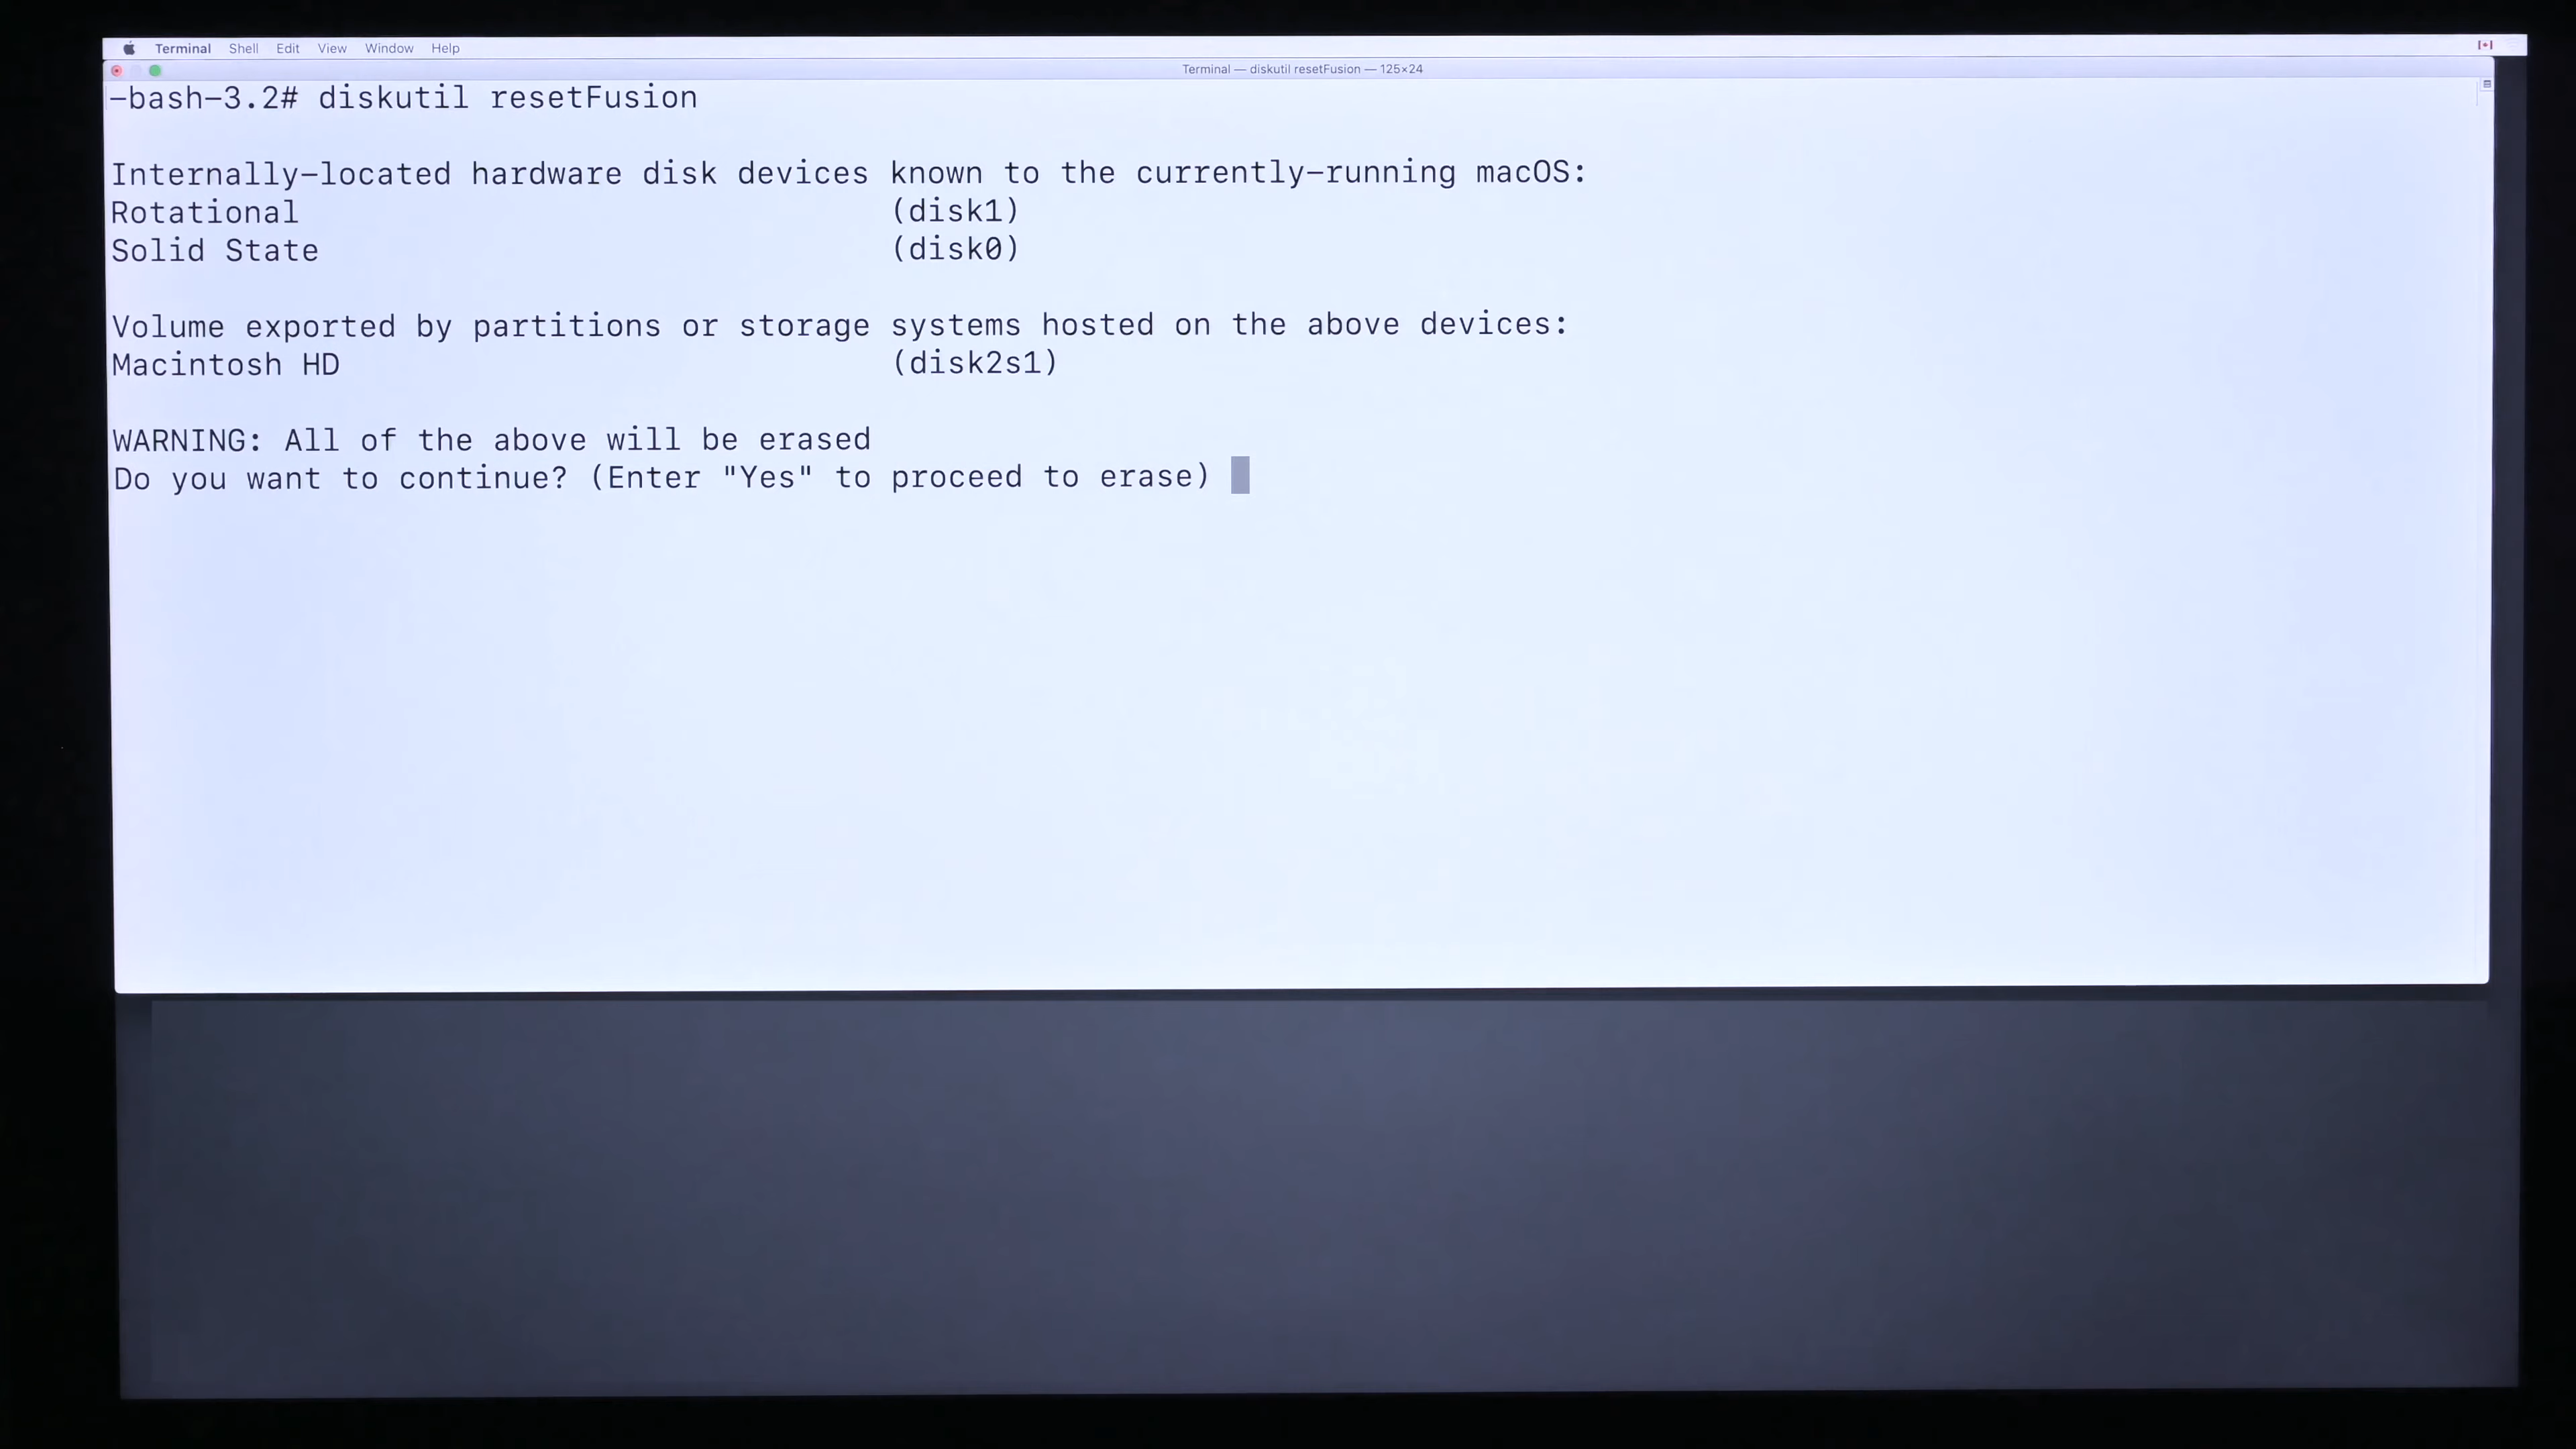 Terminal Shell Edit View Window Help
Terminal — diskutil resetFusion — 125×24
-bash-3.2# diskutil resetFusion
Internally-located hardware disk devices known to the currently-running macOS:
Rotational (disk1)
Solid State (disk0)
Volume exported by partitions or storage systems hosted on the above devices:
Macintosh HD (disk2s1)
WARNING: All of the above will be erased
Do you want to continue? (Enter "Yes" to proceed to erase)